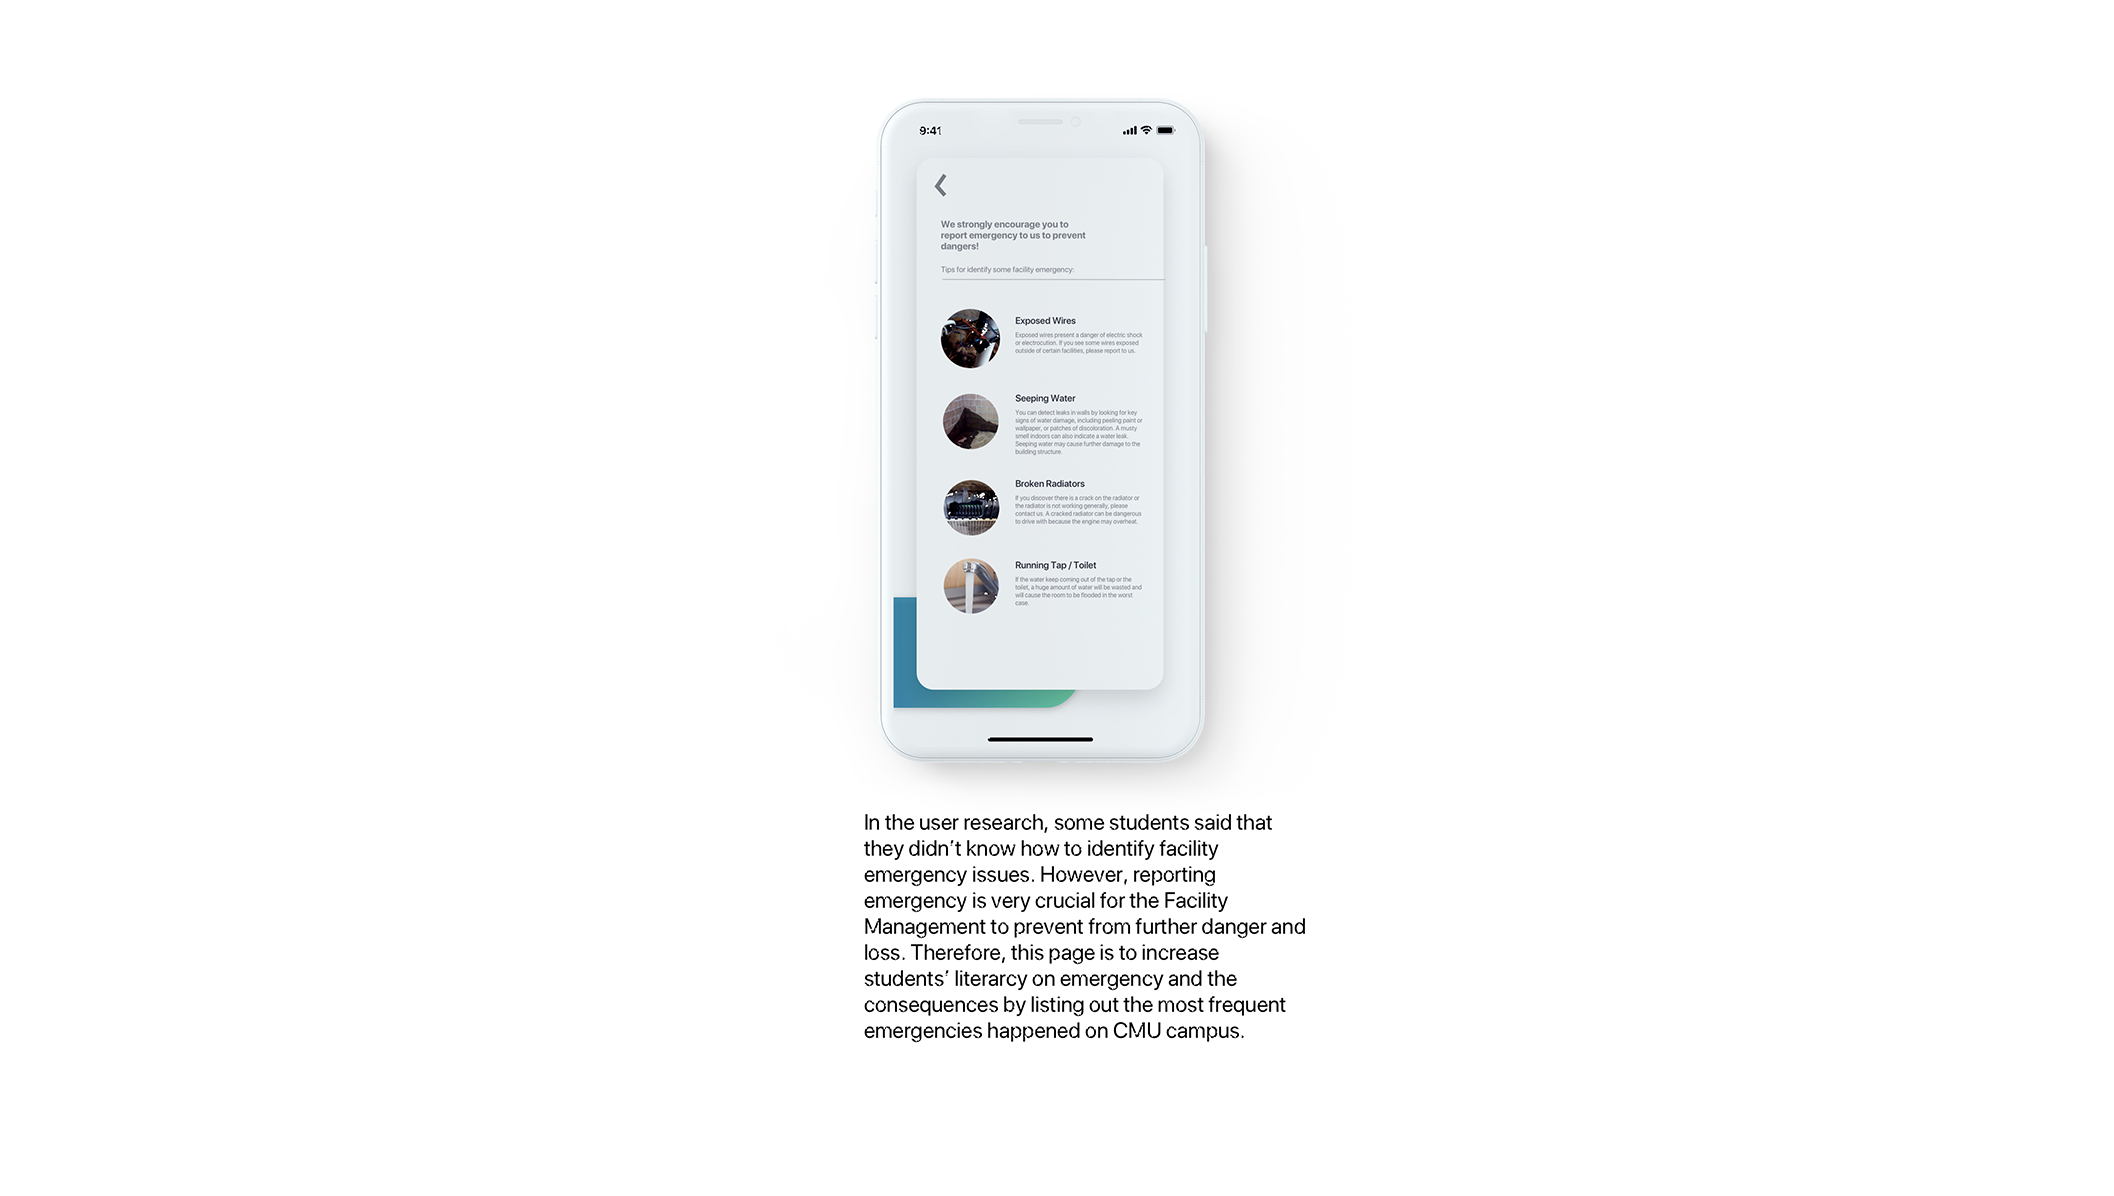 9:41
We strongly encourage you to
report emergency to us to prevent
dangers!
Tips for identify some facility emergency:
Exposed Wires
Exposed wires present a danger of electric shock
or electrocution. If you see some wires exposed
outside of certain facilities, please report to us.
Seeping Water
You can detect leaks in walls by looking for key
signs of water damage, including peeling paint or
wallpaper, or patches of discoloration. A musty
smell indoors can also indicate a water leak.
Seeping water may cause further damage to the
building structure.
Broken Radiators
If you discover there is a crack on the radiator or
the radiator is not working generally, please
contact us. A cracked radiator can be dangerous
to drive with because the engine may overheat.
Running Tap / Toilet
If the water keep coming out of the tap or the
toilet, a huge amount of water will be wasted and
will cause the room to be flooded in the worst
case.
In the user research, some students said that
they didn’t know how to identify facility
emergency issues. However, reporting
emergency is very crucial for the Facility
Management to prevent from further danger and
loss. Therefore, this page is to increase
students’ literarcy on emergency and the
consequences by listing out the most frequent
emergencies happened on CMU campus.